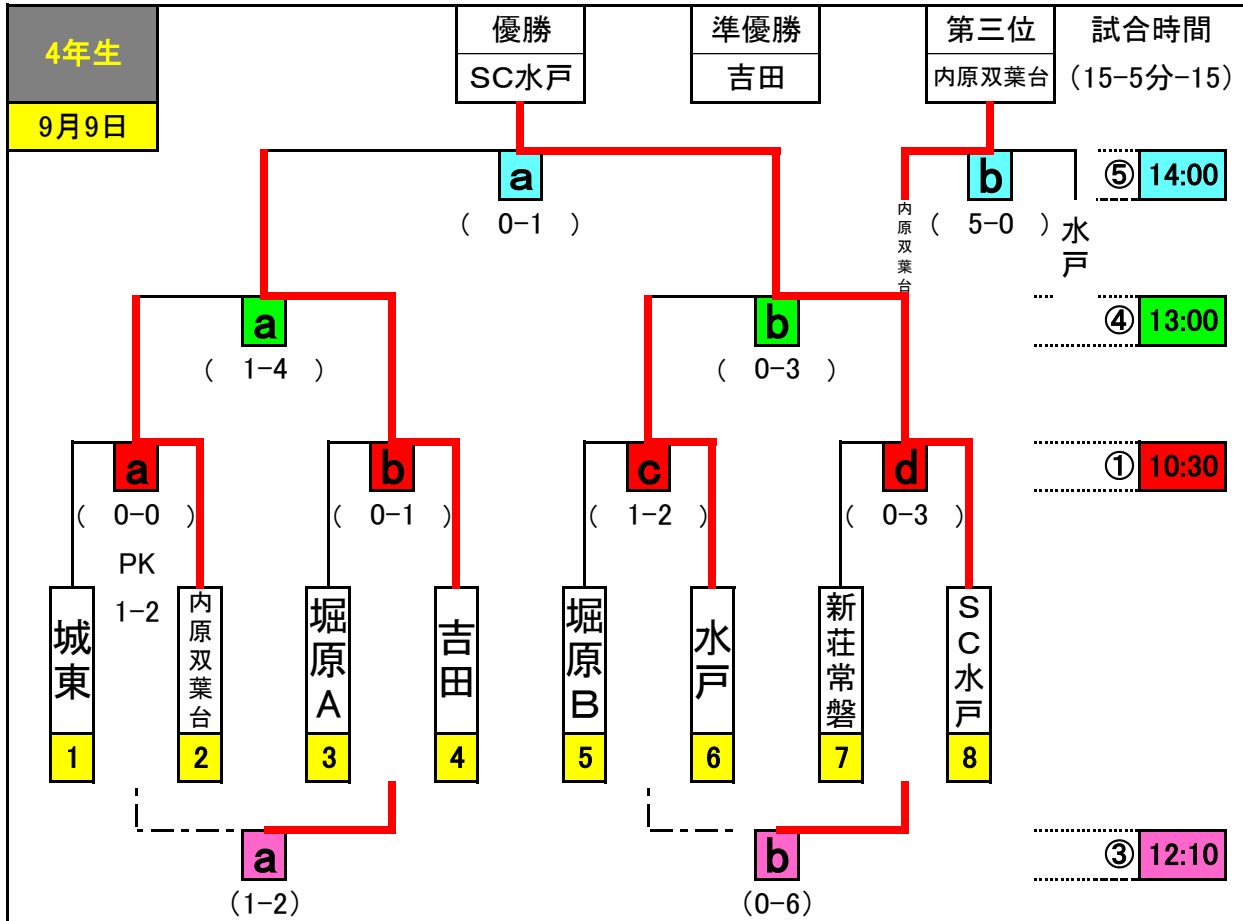 4年生
9月9日
優勝
SC水戸
準優勝
吉田
第三位
内原双葉台
試合時間
(15-5分-15)
a
( 0-1 )
b
( 5-0 )
内原双葉台
水戸
⑤ 14:00
a
( 1-4 )
b
( 0-3 )
④ 13:00
a
( 0-0 )
PK
1-2
b
( 0-1 )
c
( 1-2 )
d
( 0-3 )
① 10:30
城東
内原双葉台
堀原A
吉田
堀原B
水戸
新荘常磐
SC水戸
1
2
3
4
5
6
7
8
a
(1-2)
b
(0-6)
③ 12:10